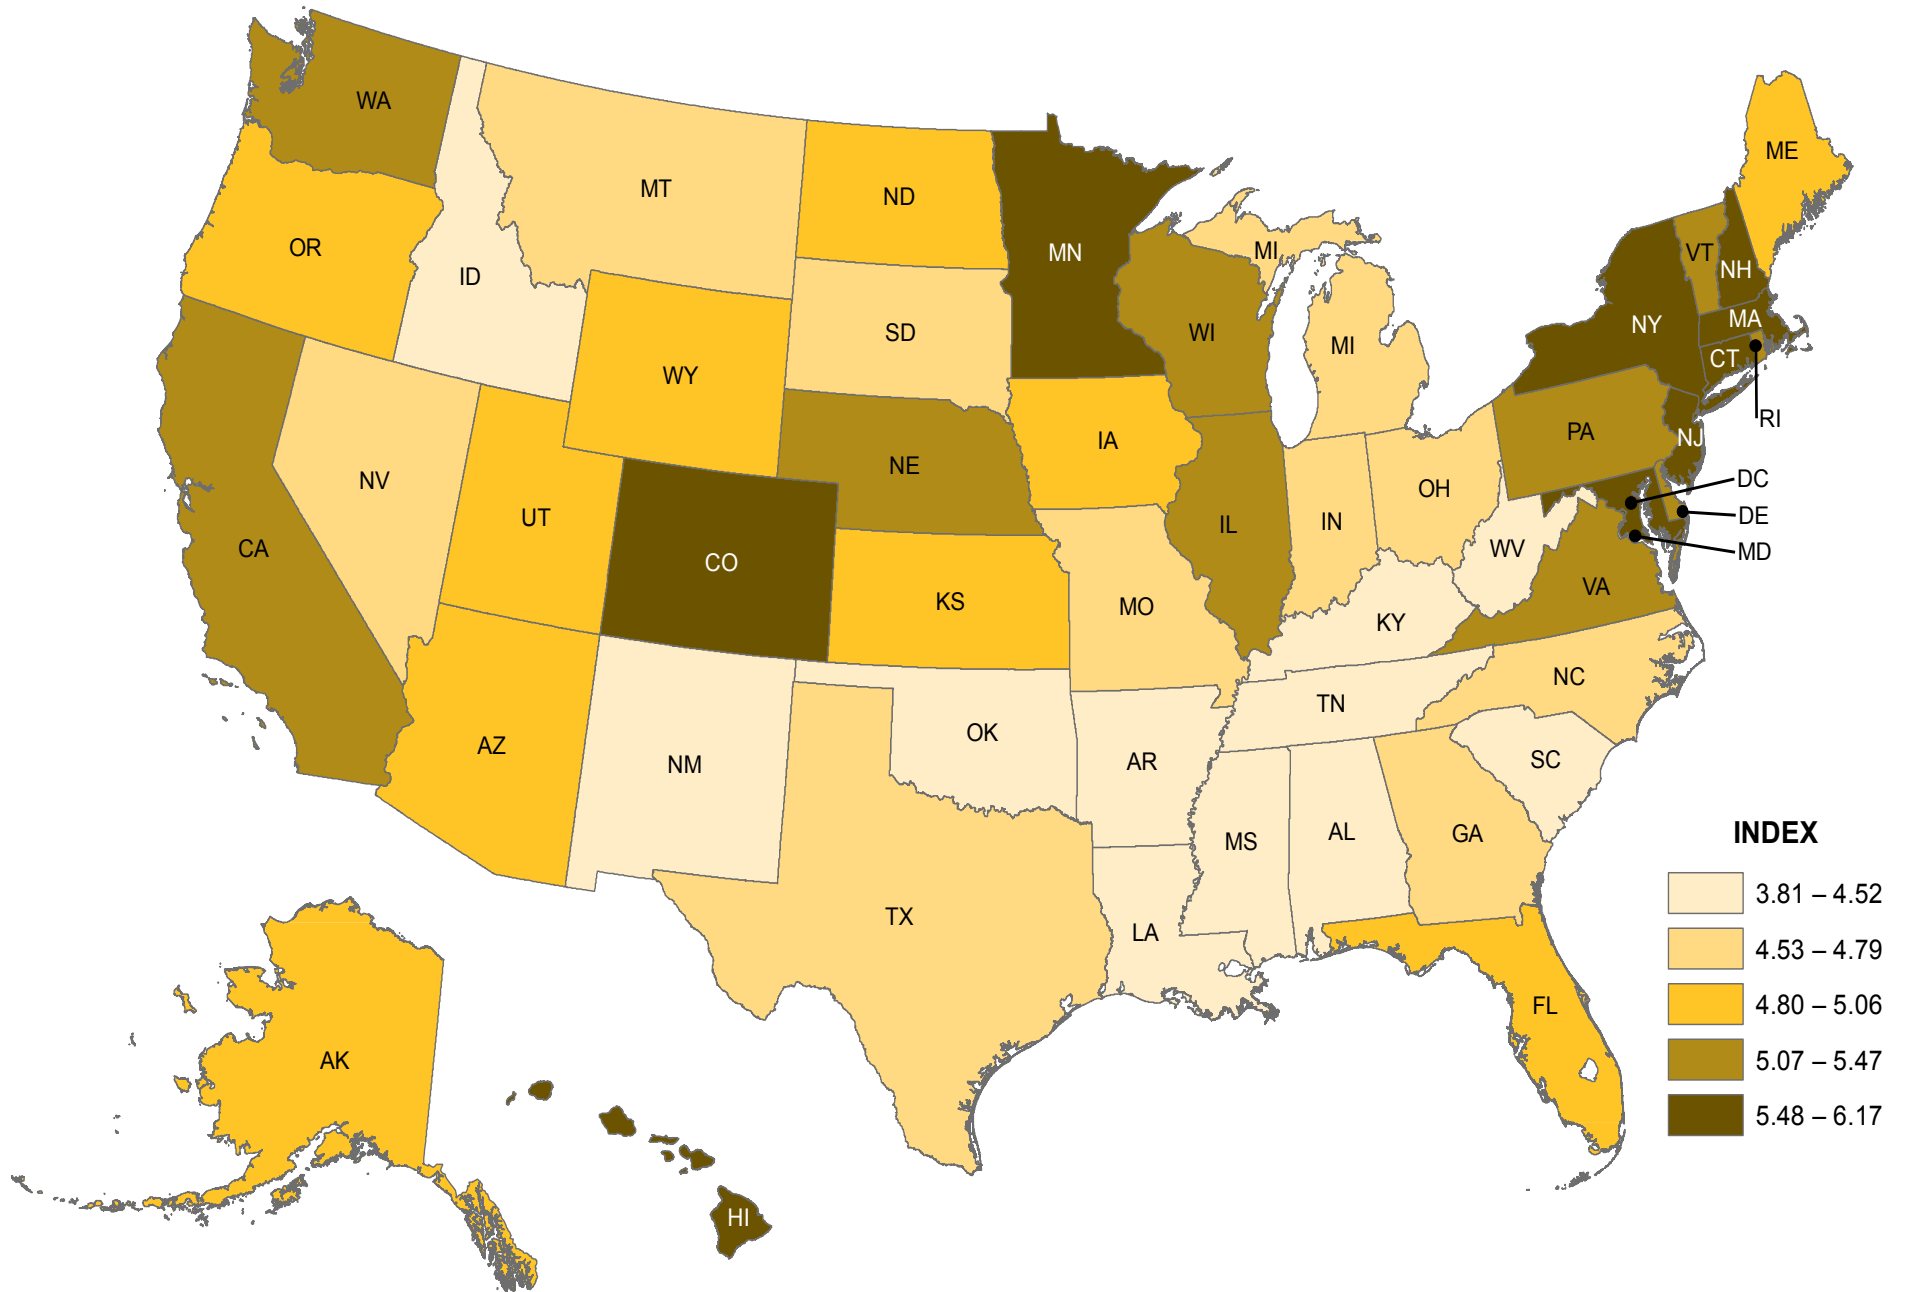 WA
MT
ND
ME
OR
ID
MN
MI
VT
NH
SD
WI
MI
NY
MA
CT
WY
RI
NV
NE
IA
PA
NJ
UT
CO
IL
IN
OH
DC
DE
MD
CA
WV
KS
MO
KY
VA
NC
AZ
NM
OK
AR
TN
SC
MS
AL
GA
TX
LA
FL
AK
HI
INDEX
3.81 – 4.52
4.53 – 4.79
4.80 – 5.06
5.07 – 5.47
5.48 – 6.17